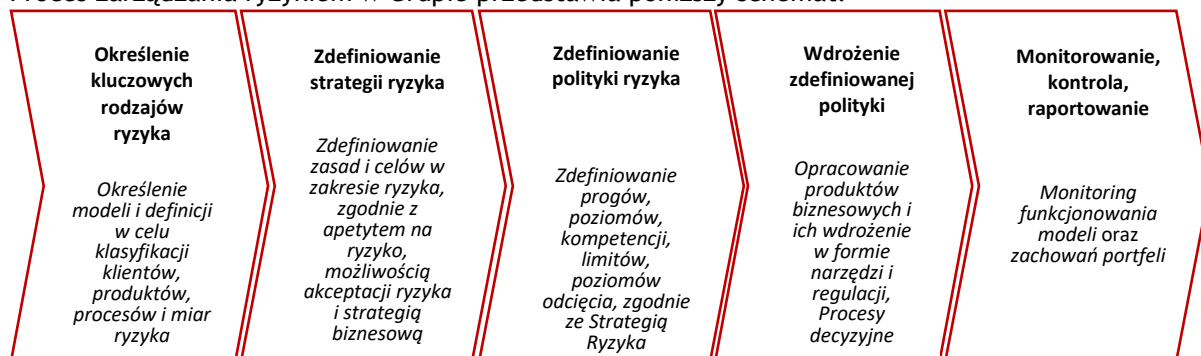 Proces zarządzania ryzykiem w Grupie przedstawia poniższy schemat:
Określenie
kluczowych
rodzajów
ryzyka
Określenie
modeli i definicji
w celu
klasyfikacji
klientów,
produktów,
procesów i miar
ryzyka
Zdefiniowanie
strategii ryzyka
Zdefiniowanie
zasad i celów w
zakresie ryzyka,
zgodnie z
apetytem na
ryzyko,
możliwością
akceptacji ryzyka
i strategią
biznesową
Zdefiniowanie
polityki ryzyka
Zdefiniowanie
progów,
poziomów,
kompetencji,
limitów,
poziomów
odcięcia, zgodnie
ze Strategią
Ryzyka
Wdrożenie
zdefiniowanej
polityki
Opracowanie
produktów
biznesowych i
ich wdrożenie
w formie
narzędzi i
regulacji,
Procesy
decyzyjne
Monitorowanie,
kontrola,
raportowanie
Monitoring
funkcjonowania
modeli oraz
zachowań portfeli